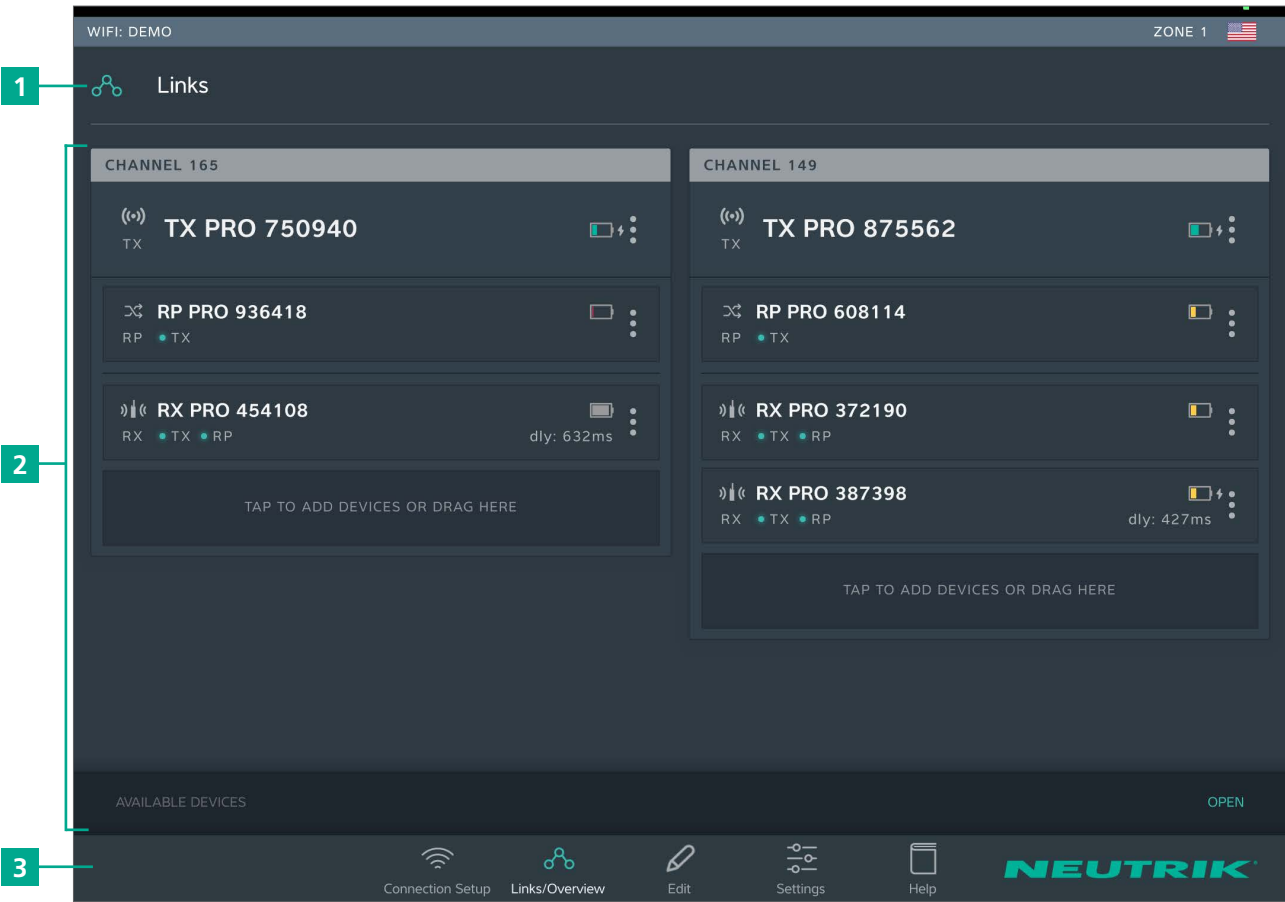 WIFI: DEMO
ZONE 1
1
Links
CHANNEL 165
TX PRO 750940
TX
RP PRO 936418
RP TX
RX PRO 454108
RX TX RP
dly: 632ms
TAP TO ADD DEVICES OR DRAG HERE
CHANNEL 149
TX PRO 875562
TX
RP PRO 608114
RP TX
RX PRO 372190
RX TX RP
RX PRO 387398
RX TX RP
dly: 427ms
TAP TO ADD DEVICES OR DRAG HERE
2
AVAILABLE DEVICES
OPEN
3
Connection Setup
Links/Overview
Edit
Settings
Help
NEUTRIK